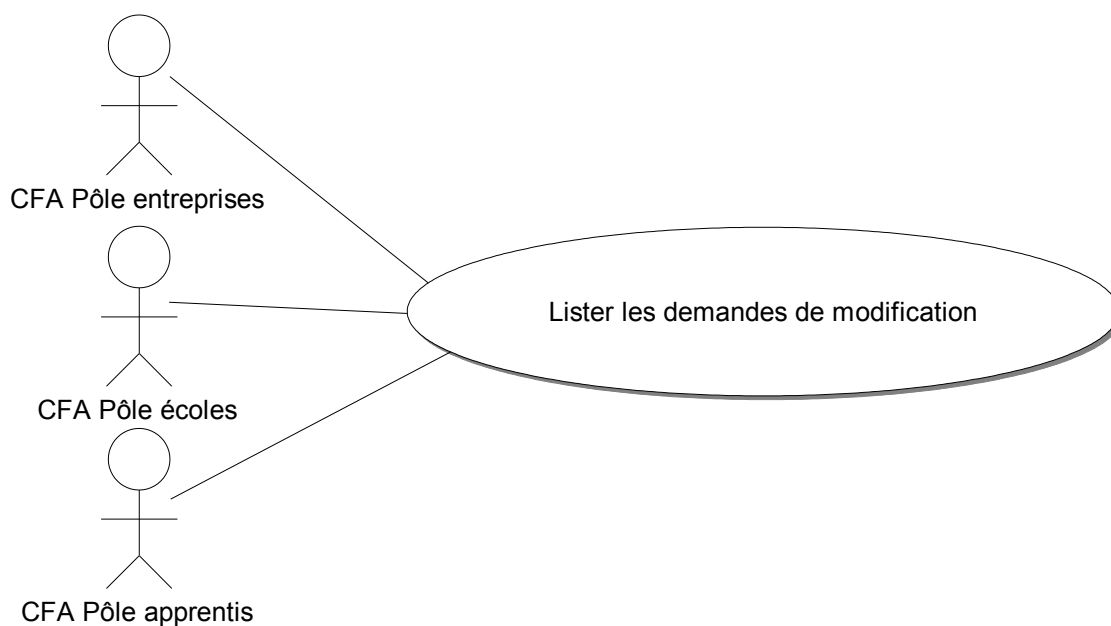 CFA Pôle entreprises
Lister les demandes de modification
CFA Pôle écoles
CFA Pôle apprentis